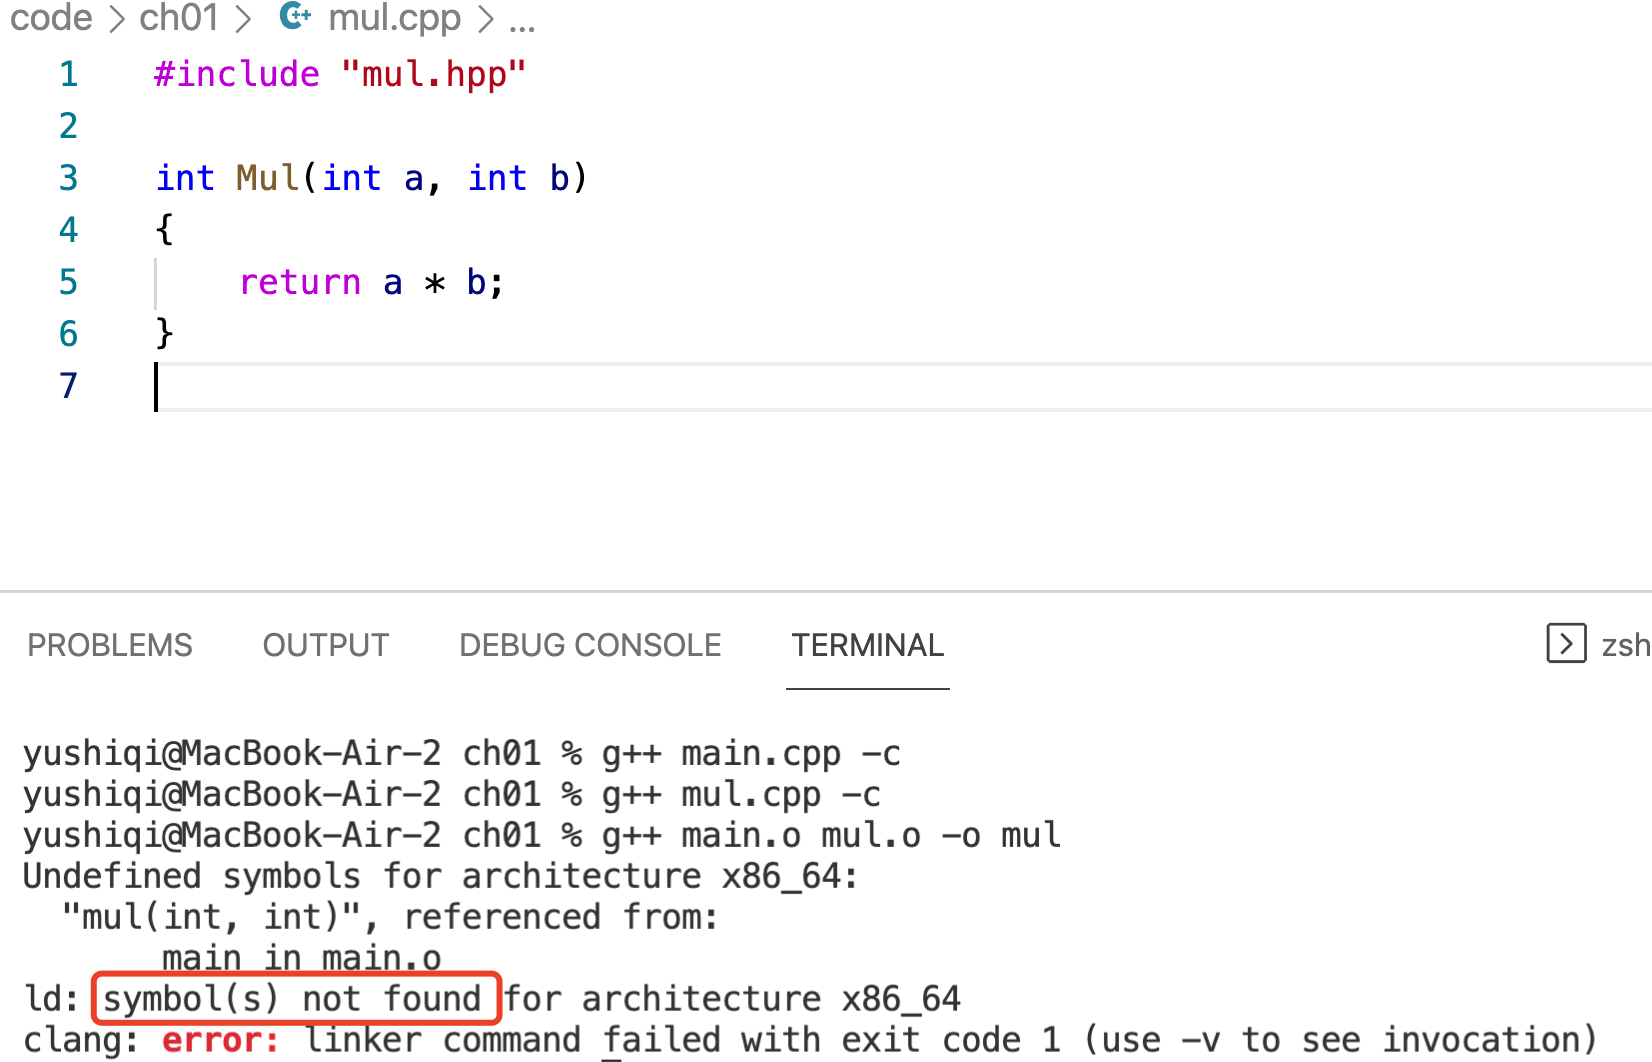 code > ch01 > mul.cpp > ...
1 #include "mul.hpp"
2
3 int Mul(int a, int b)
4 {
5 return a * b;
6 }
7
PROBLEMS OUTPUT DEBUG CONSOLE TERMINAL zsh
yushiqi@MacBook-Air-2 ch01 % g++ main.cpp -c
yushiqi@MacBook-Air-2 ch01 % g++ mul.cpp -c
yushiqi@MacBook-Air-2 ch01 % g++ main.o mul.o -o mul
Undefined symbols for architecture x86_64:
"mul(int, int)", referenced from:
main in main.o
ld: symbol(s) not found for architecture x86_64
clang: error: linker command failed with exit code 1 (use -v to see invocation)